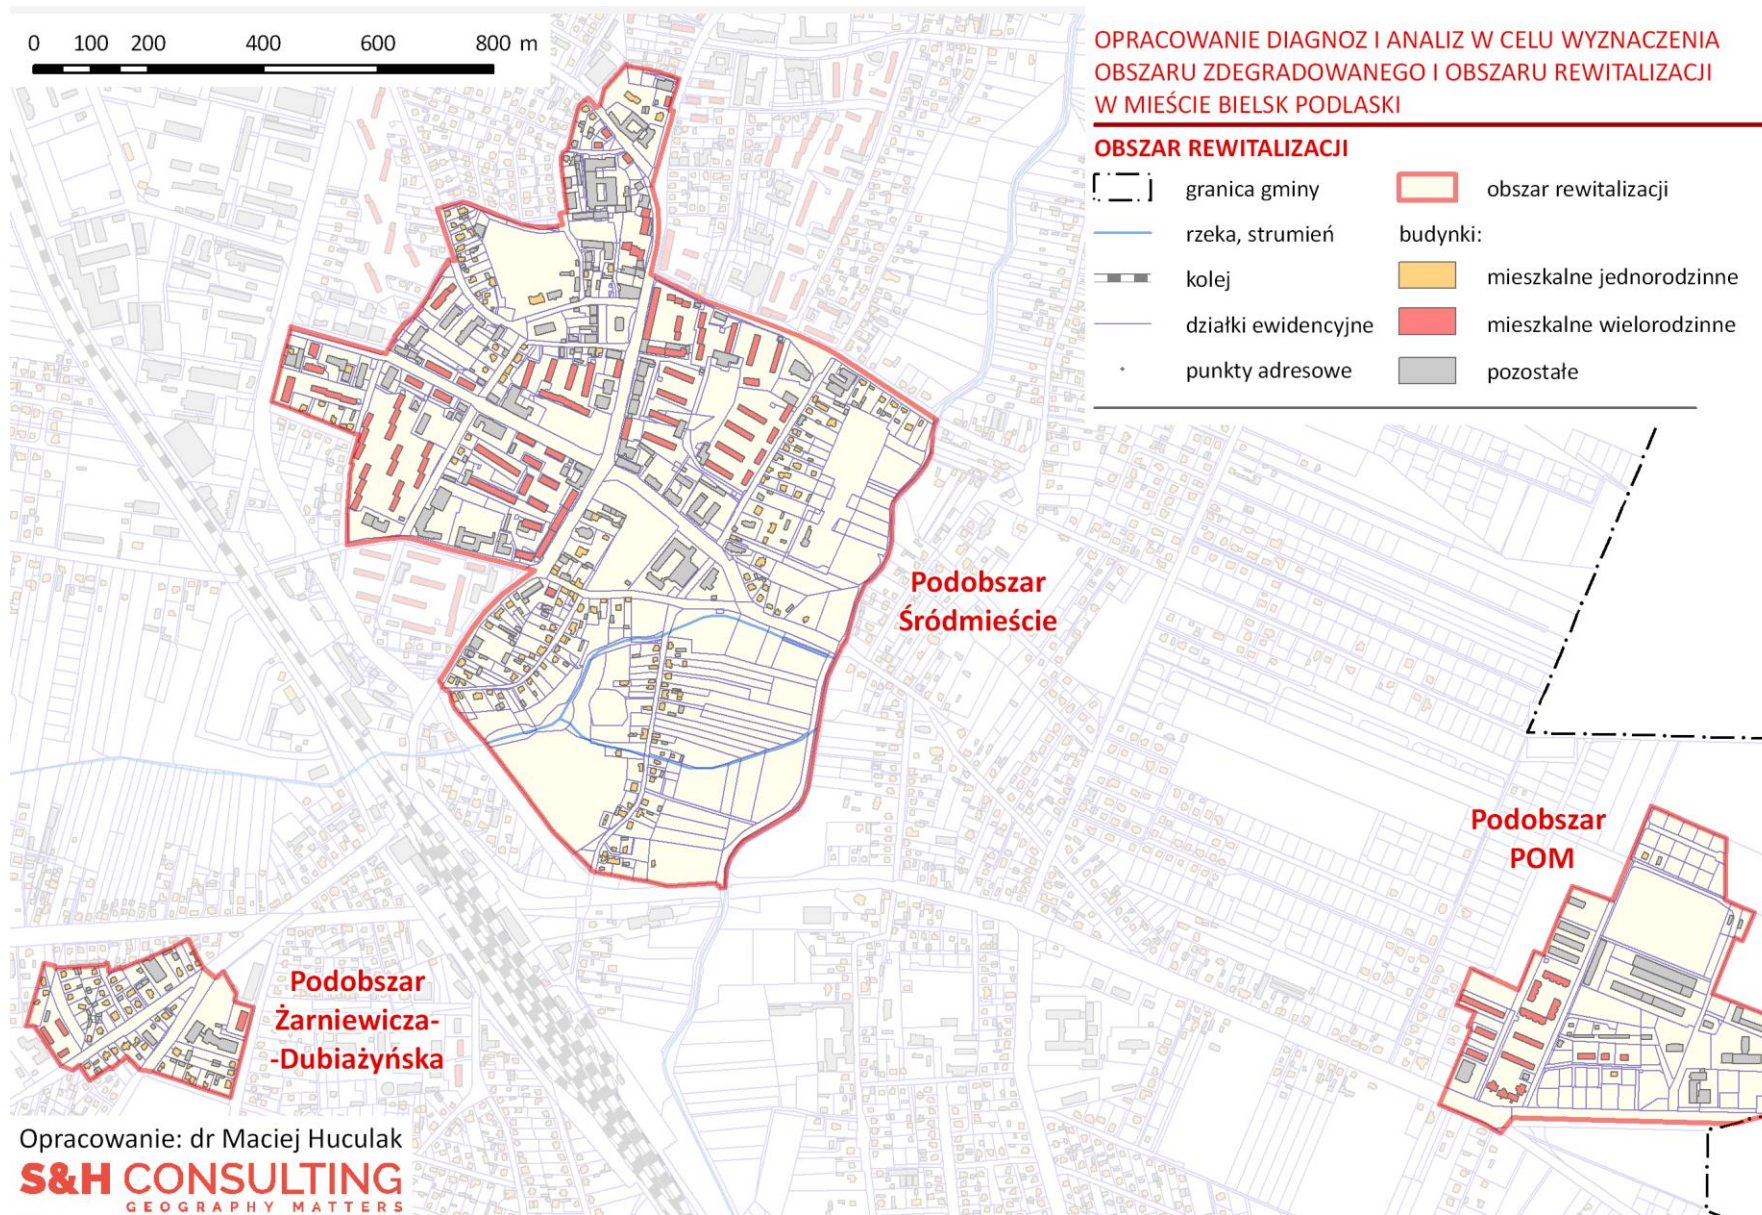 0 100 200 400 600 800 m
OPRACOWANIE DIAGNOZ I ANALIZ W CELU WYZNACZENIA
OBSZARU ZDEGRADOWANEGO I OBSZARU REWITALIZACJI
W MIEŚCIE BIELSK PODLASKI
OBSZAR REWITALIZACJI
granica gminy
obszar rewitalizacji
rzeka, strumień
budynki:
kolej
mieszkalne jednorodzinne
działki ewidencyjne
mieszkalne wielorodzinne
punkty adresowe
pozostałe
Podobszar
Śródmieście
Podobszar
POM
Podobszar
Żarniewicza-
-Dubiażyńska
Opracowanie: dr Maciej Huculak
S&H CONSULTING
GEOGRAPHY MATTERS